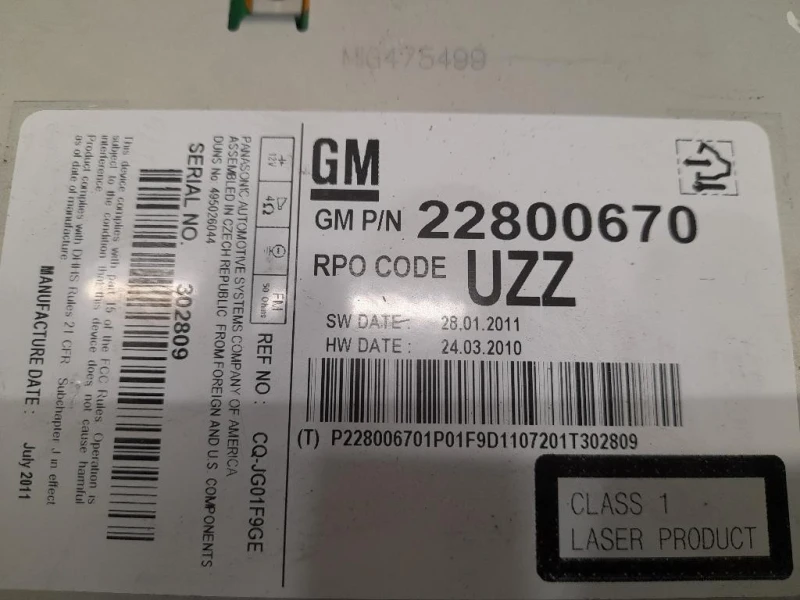 MG475499
GM
GM P/N 22800670
RPO CODE UZZ
SW DATE : 28.01.2011
HW DATE : 24.03.2010
(T) P228006701P01F9D1107201T302809
CLASS 1
LASER PRODUCT
+ 12V
4Ω
FM 50 Ohms
REF NO : CQ-JG01F9GE
PANASONIC AUTOMOTIVE SYSTEMS COMPANY OF AMERICA
ASSEMBLED IN CZECH REPUBLIC FROM FOREIGN AND U.S. COMPONENTS
DUNS No 495026044
SERIAL NO. 302809
This device complies with part 15 of the FCC Rules Operation is
subject to the condition that this device does not cause harmful
interference
Product complies with DHHS Rules 21 CFR Subchapter J in effect
as of date of manufacture
MANUFACTURE DATE : July 2011